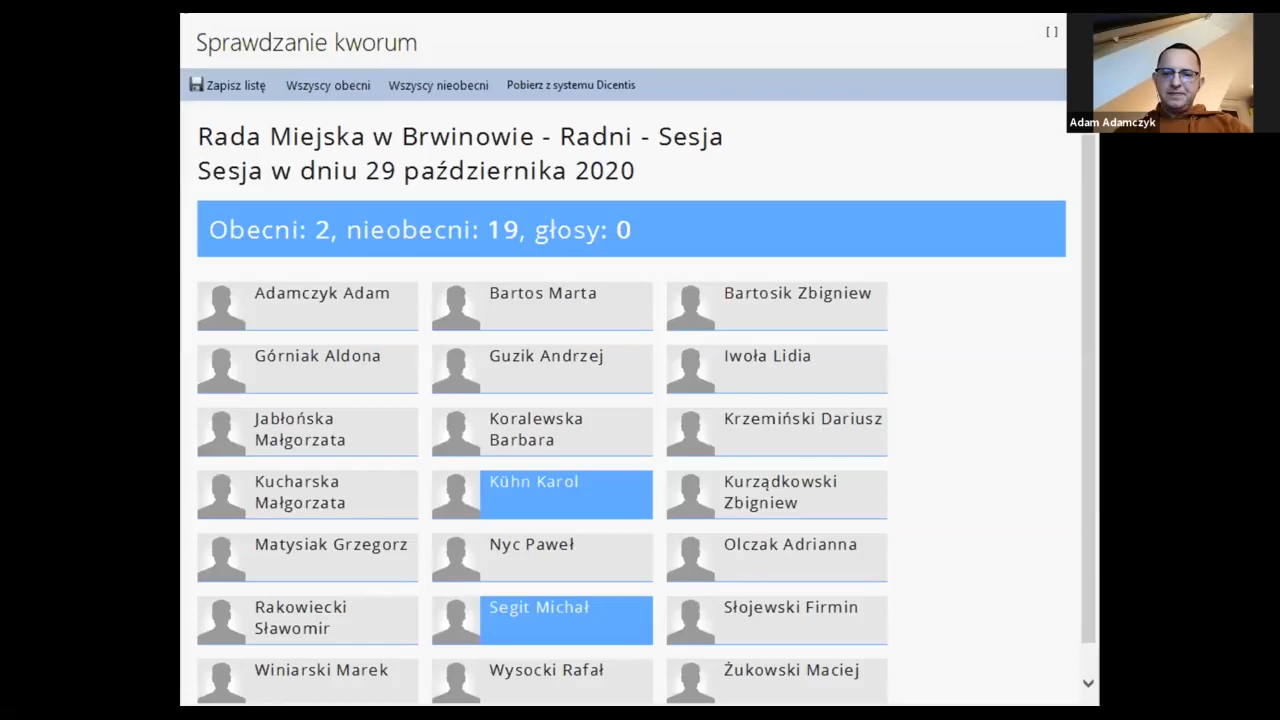 Sprawdzanie kworum
[ ]
Zapisz listę Wszyscy obecni Wszyscy nieobecni Pobierz z systemu Dicentis
Adam Adamczyk
Rada Miejska w Brwinowie - Radni - Sesja
Sesja w dniu 29 października 2020
Obecni: 2, nieobecni: 19, głosy: 0
Adamczyk Adam
Bartos Marta
Bartosik Zbigniew
Górniak Aldona
Guzik Andrzej
Iwoła Lidia
Jabłońska
Małgorzata
Koralewska
Barbara
Krzemiński Dariusz
Kucharska
Małgorzata
Kühn Karol
Kurządkowski
Zbigniew
Matysiak Grzegorz
Nyc Paweł
Olczak Adrianna
Rakowiecki
Sławomir
Segit Michał
Słojewski Firmin
Winiarski Marek
Wysocki Rafał
Żukowski Maciej